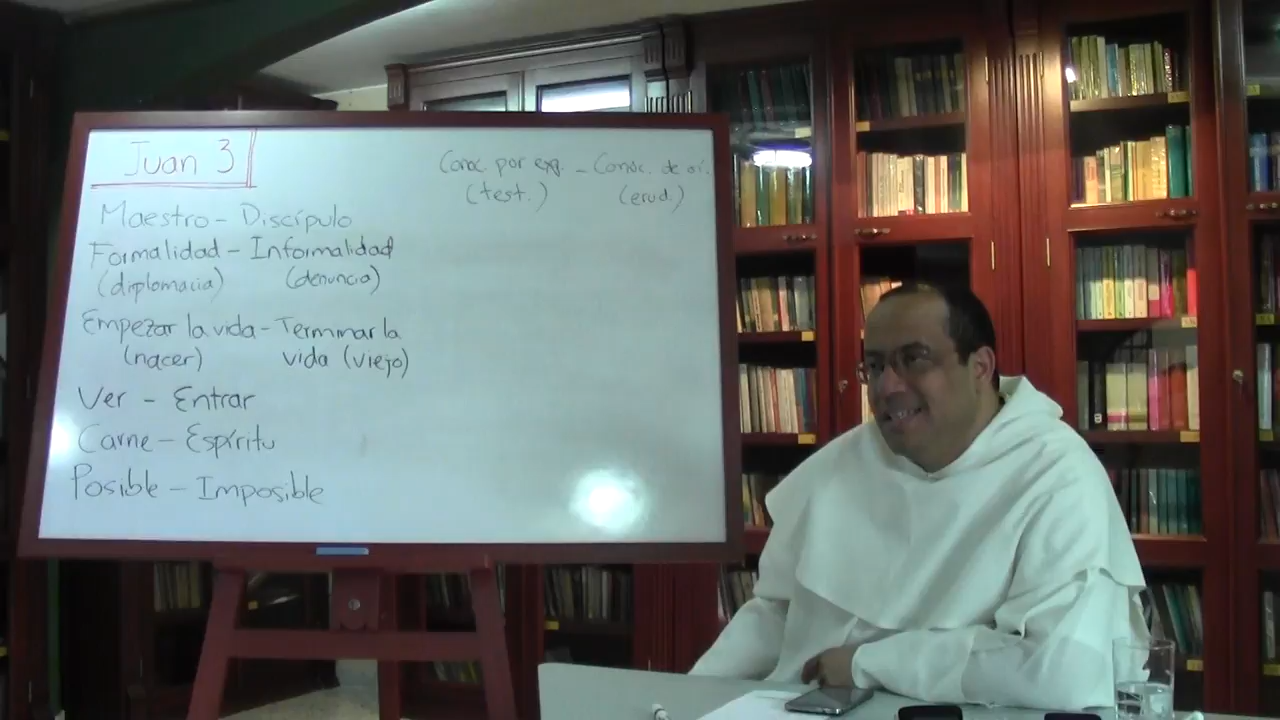 Juan 3
Maestro - Discípulo
Formalidad - Informalidad
(diplomacia) (denuncia)
Empezar la vida - Terminar la
(nacer) vida (viejo)
Ver - Entrar
Carne - Espíritu
Posible - Imposible
Conoc. por exp. - Conoc. de oí.
(test.) (erud.)